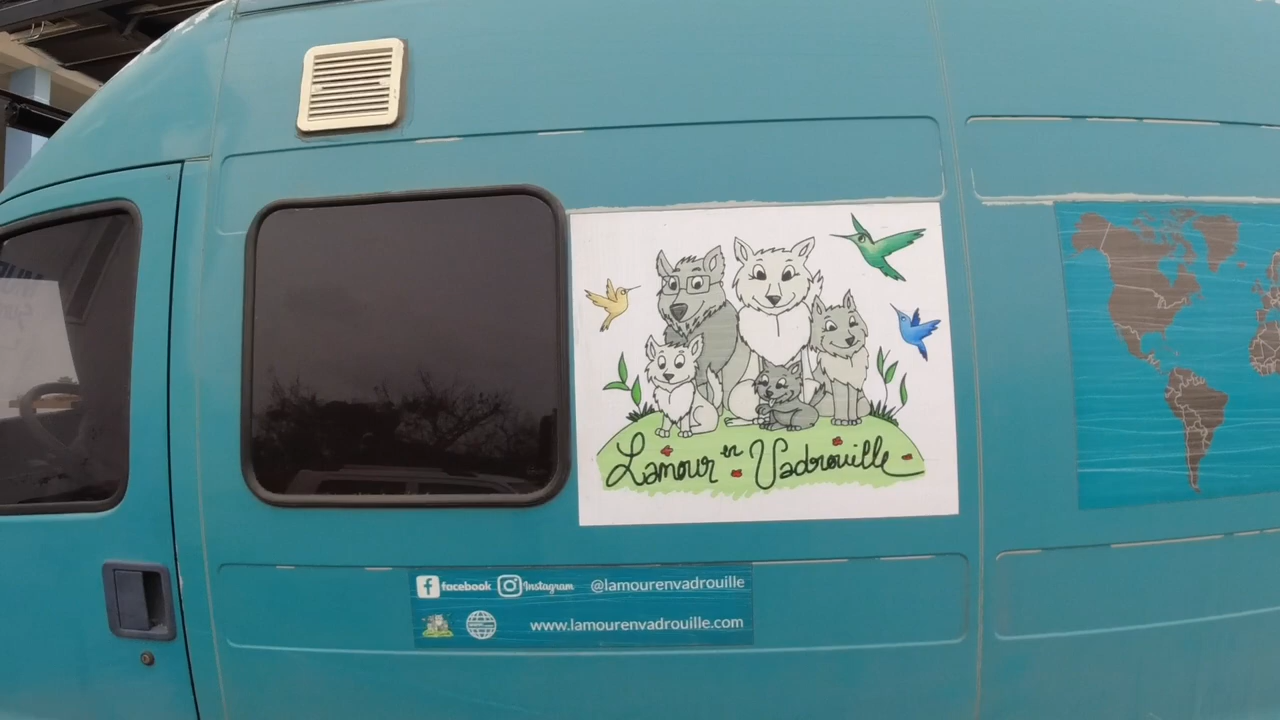 Lamour en Vadrouille
facebook Instagram @lamourenvadrouille
www.lamourenvadrouille.com